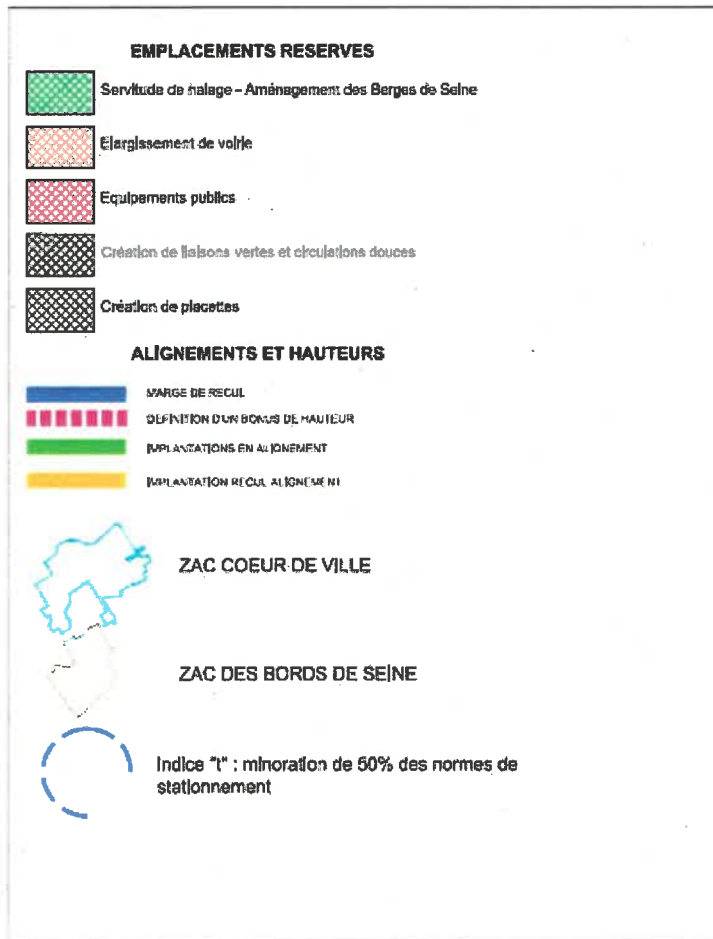 EMPLACEMENTS RESERVES
Servitude de halage – Aménagement des Berges de Seine
Elargissement de voirie
Equipements publics
Création de liaisons vertes et circulations douces
Création de placettes
ALIGNEMENTS ET HAUTEURS
MARGE DE RECUL
DEFINITION D'UN BONUS DE HAUTEUR
IMPLANTATIONS EN ALIGNEMENT
IMPLANTATION RECUL ALIGNEMENT
ZAC COEUR DE VILLE
ZAC DES BORDS DE SEINE
Indice "t" : minoration de 50% des normes de
stationnement